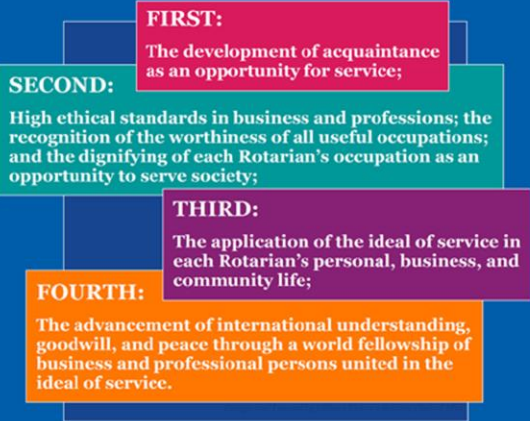 FIRST:
The development of acquaintance
as an opportunity for service;
SECOND:
High ethical standards in business and professions; the
recognition of the worthiness of all useful occupations;
and the dignifying of each Rotarian's occupation as an
opportunity to serve society;
THIRD:
The application of the ideal of service in
each Rotarian's personal, business, and
community life;
FOURTH:
The advancement of international understanding,
goodwill, and peace through a world fellowship of
business and professional persons united in the
ideal of service.